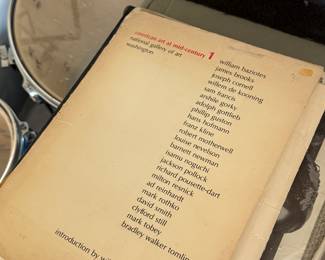 american art at mid-century 1
national gallery of art
washington
william baziotes
james brooks
joseph cornell
willem de kooning
sam francis
arshile gorky
adolph gottlieb
phillip guston
hans hofmann
franz kline
robert motherwell
louise nevelson
barnett newman
isamu noguchi
jackson pollock
richard pousette-dart
milton resnick
ad reinhardt
mark rothko
david smith
clyfford still
mark tobey
bradley walker tomlin
introduction by wi